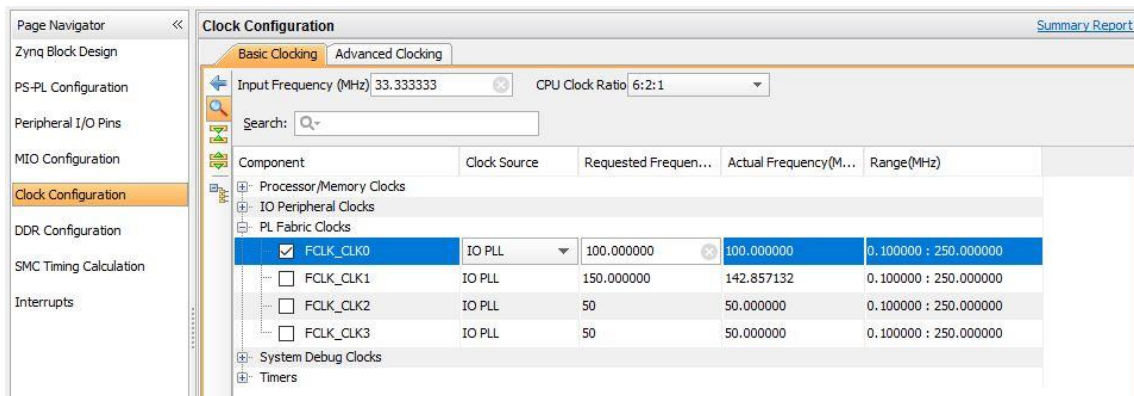 Page Navigator «
Zynq Block Design
PS-PL Configuration
Peripheral I/O Pins
MIO Configuration
Clock Configuration
DDR Configuration
SMC Timing Calculation
Interrupts
Clock Configuration Summary Report
Basic Clocking Advanced Clocking
Input Frequency (MHz) 33.333333 CPU Clock Ratio 6:2:1
Search:
Component Clock Source Requested Frequen... Actual Frequency(M... Range(MHz)
Processor/Memory Clocks
IO Peripheral Clocks
PL Fabric Clocks
FCLK_CLK0 IO PLL 100.000000 100.000000 0.100000 : 250.000000
FCLK_CLK1 IO PLL 150.000000 142.857132 0.100000 : 250.000000
FCLK_CLK2 IO PLL 50 50.000000 0.100000 : 250.000000
FCLK_CLK3 IO PLL 50 50.000000 0.100000 : 250.000000
System Debug Clocks
Timers